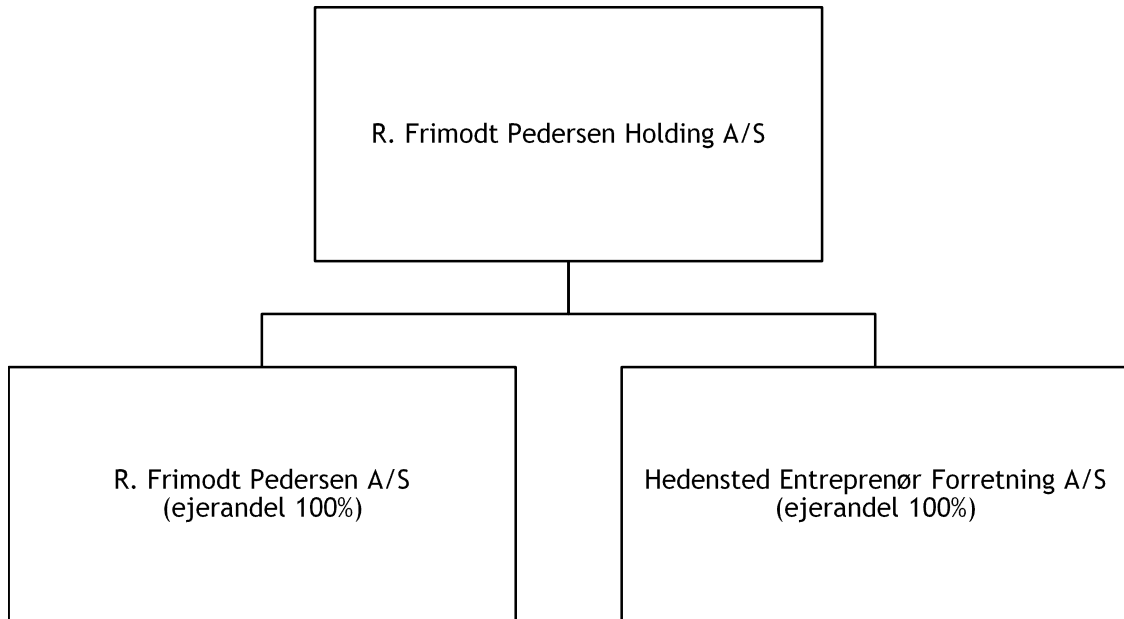 R. Frimodt Pedersen Holding A/S
R. Frimodt Pedersen A/S
(ejerandel 100%)
Hedensted Entreprenør Forretning A/S
(ejerandel 100%)